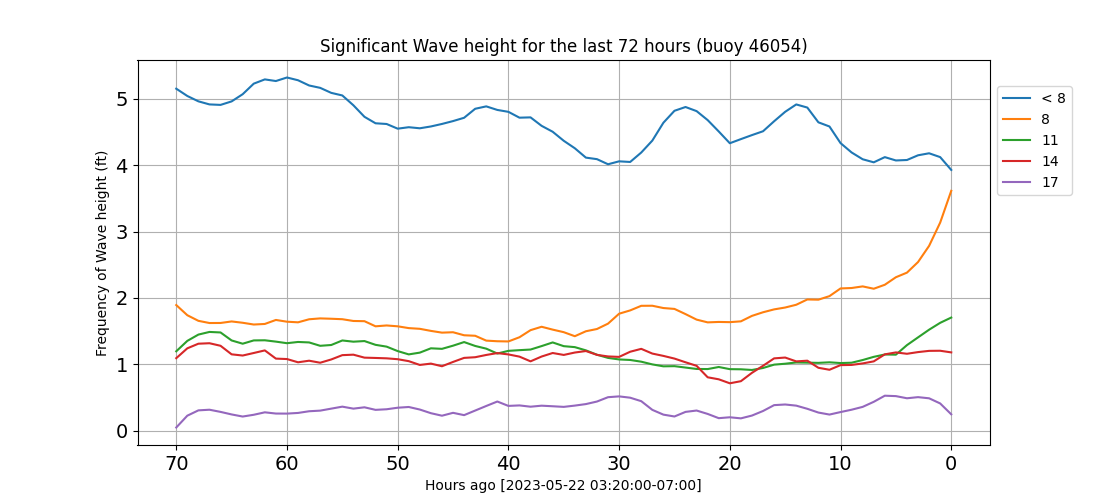 Significant Wave height for the last 72 hours (buoy 46054)
Frequency of Wave height (ft)
5
4
3
2
1
0
70 60 50 40 30 20 10 0
Hours ago [2023-05-22 03:20:00-07:00]
< 8
8
11
14
17